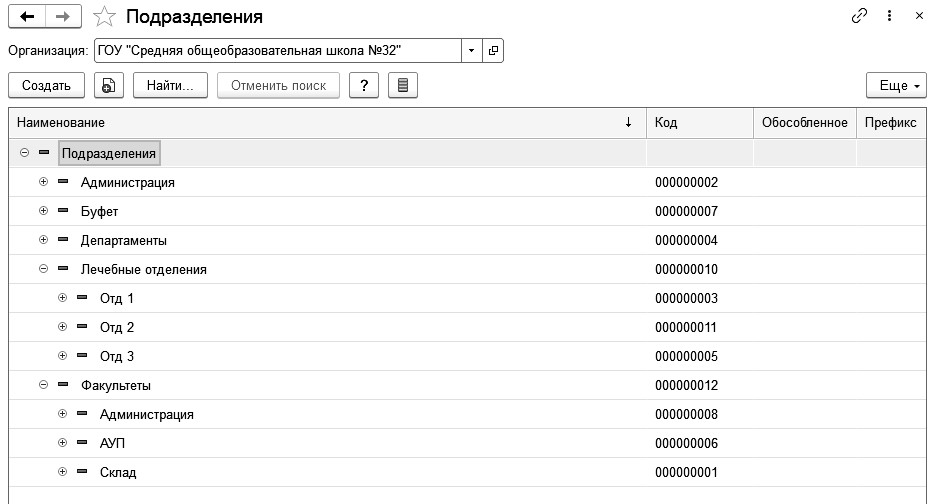 Подразделения
Организация: ГОУ "Средняя общеобразовательная школа №32"
Создать Найти... Отменить поиск ? Еще
Наименование ↓ Код Обособленное Префикс
Подразделения
Администрация 000000002
Буфет 000000007
Департаменты 000000004
Лечебные отделения 000000010
Отд 1 000000003
Отд 2 000000011
Отд 3 000000005
Факультеты 000000012
Администрация 000000008
АУП 000000006
Склад 000000001